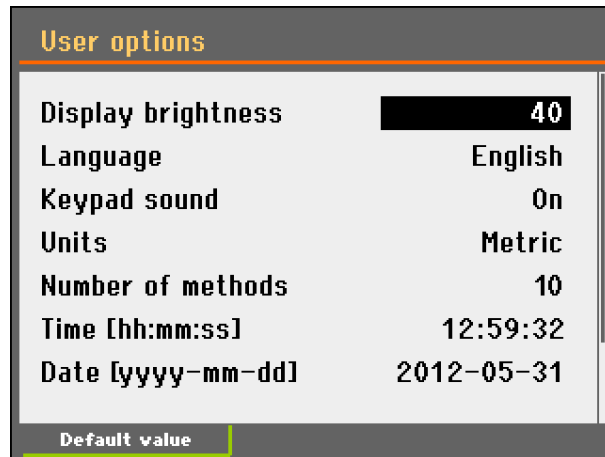 User options
Display brightness 40
Language English
Keypad sound On
Units Metric
Number of methods 10
Time [hh:mm:ss] 12:59:32
Date [yyyy-mm-dd] 2012-05-31
Default value